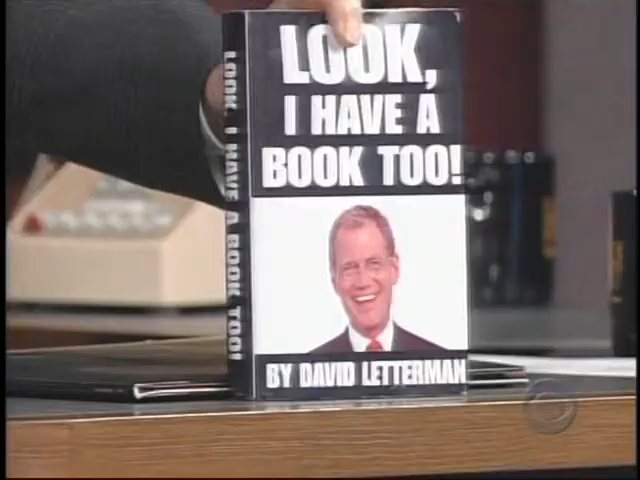 LOOK,
I HAVE A
BOOK TOO!
BY DAVID LETTERMAN
LOOK, I HAVE A BOOK TOO!